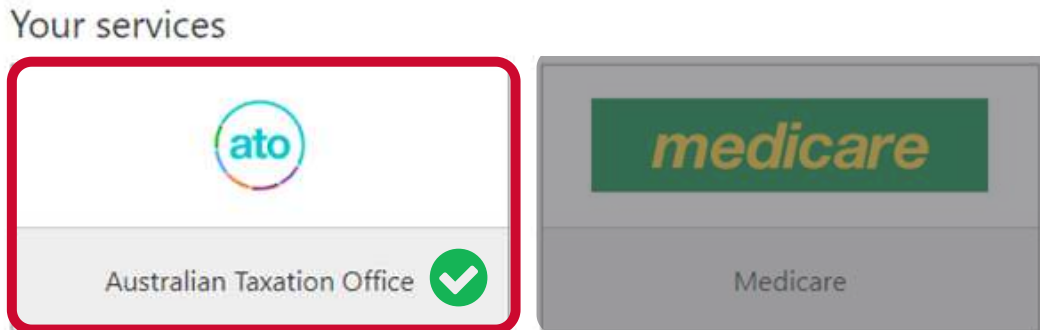 Your services
ato
medicare
Australian Taxation Office
Medicare